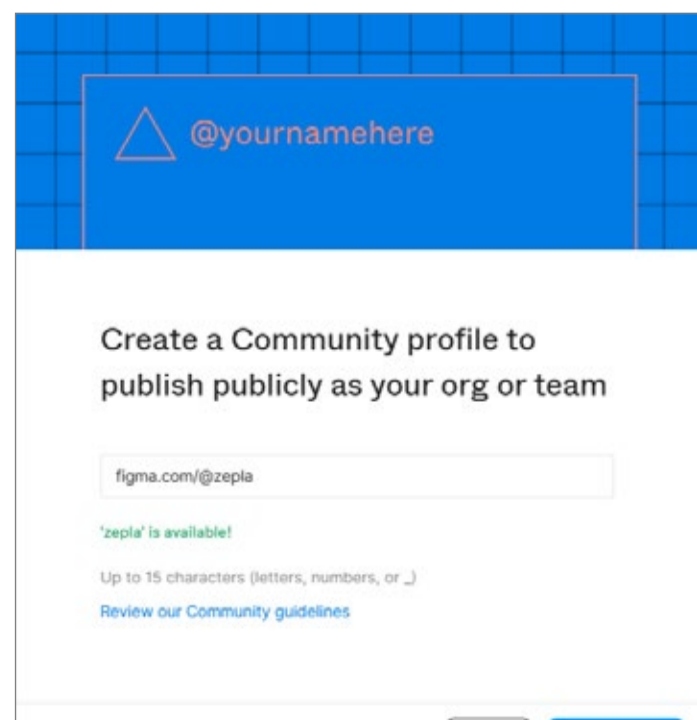 @yournamehere
Create a Community profile to
publish publicly as your org or team
figma.com/@zepla
'zepla' is available!
Up to 15 characters (letters, numbers, or _)
Review our Community guidelines